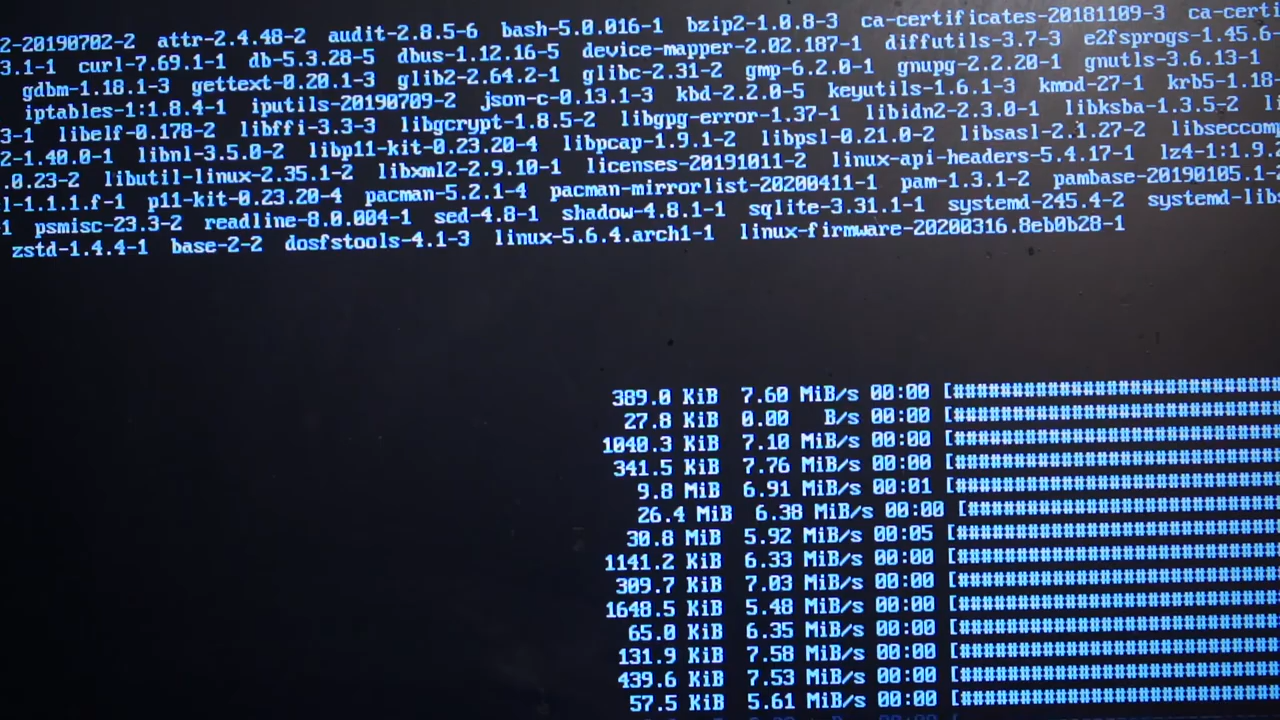 2-20190702-2 attr-2.4.48-2 audit-2.8.5-6 bash-5.0.016-1 bzip2-1.0.8-3 ca-certificates-20181109-3 ca-certi
3.1-1 curl-7.69.1-1 db-5.3.28-5 dbus-1.12.16-5 device-mapper-2.02.187-1 diffutils-3.7-3 e2fsprogs-1.45.6-
gdbm-1.18.1-3 gettext-0.20.1-3 glib2-2.64.2-1 glibc-2.31-2 gmp-6.2.0-1 gnupg-2.2.20-1 gnutls-3.6.13-1
iptables-1:1.8.4-1 iputils-20190709-2 json-c-0.13.1-3 kbd-2.2.0-5 keyutils-1.6.1-3 kmod-27-1 krb5-1.18-
3-1 libelf-0.178-2 libffi-3.3-3 libgcrypt-1.8.5-2 libgpg-error-1.37-1 libidn2-2.3.0-1 libksba-1.3.5-2 li
2-1.40.0-1 libnl-3.5.0-2 libp11-kit-0.23.20-4 libpcap-1.9.1-2 libpsl-0.21.0-2 libsasl-2.1.27-2 libseccomp
.0.23-2 libutil-linux-2.35.1-2 libxml2-2.9.10-1 licenses-20191011-2 linux-api-headers-5.4.17-1 lz4-1:1.9.2
l-1.1.1.f-1 p11-kit-0.23.20-4 pacman-5.2.1-4 pacman-mirrorlist-20200411-1 pam-1.3.1-2 pambase-20190105.1-2
-1 psmisc-23.3-2 readline-8.0.004-1 sed-4.8-1 shadow-4.8.1-1 sqlite-3.31.1-1 systemd-245.4-2 systemd-lib
zstd-1.4.4-1 base-2-2 dosfstools-4.1-3 linux-5.6.4.arch1-1 linux-firmware-20200316.8eb0b28-1
389.0 KiB 7.60 MiB/s 00:00 [############################
27.8 KiB 0.00 B/s 00:00 [############################
1040.3 KiB 7.10 MiB/s 00:00 [############################
341.5 KiB 7.76 MiB/s 00:00 [############################
9.8 MiB 6.91 MiB/s 00:01 [############################
26.4 MiB 6.38 MiB/s 00:00 [###########################
30.8 MiB 5.92 MiB/s 00:05 [############################
1141.2 KiB 6.33 MiB/s 00:00 [############################
309.7 KiB 7.03 MiB/s 00:00 [############################
1648.5 KiB 5.48 MiB/s 00:00 [############################
65.0 KiB 6.35 MiB/s 00:00 [############################
131.9 KiB 7.58 MiB/s 00:00 [############################
439.6 KiB 7.53 MiB/s 00:00 [############################
57.5 KiB 5.61 MiB/s 00:00 [############################